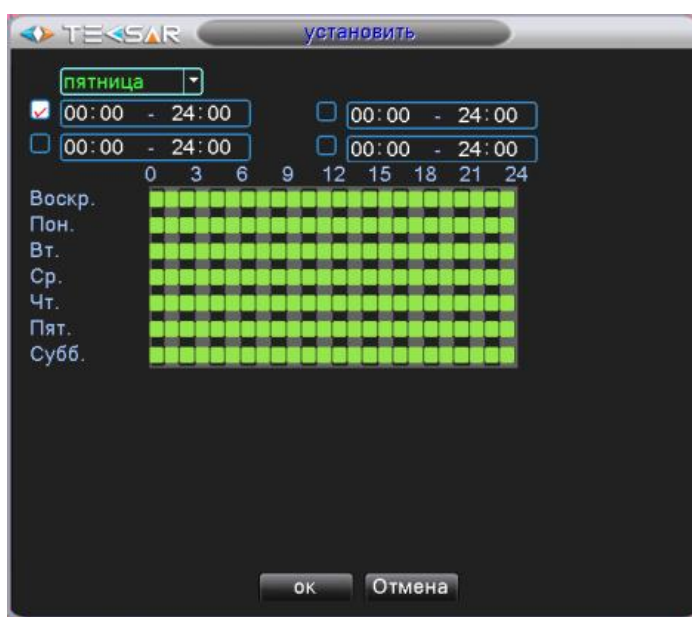 TEKSAR установить
пятница
00:00 - 24:00 00:00 - 24:00
00:00 - 24:00 00:00 - 24:00
0 3 6 9 12 15 18 21 24
Воскр.
Пон.
Вт.
Ср.
Чт.
Пят.
Субб.
ок Отмена